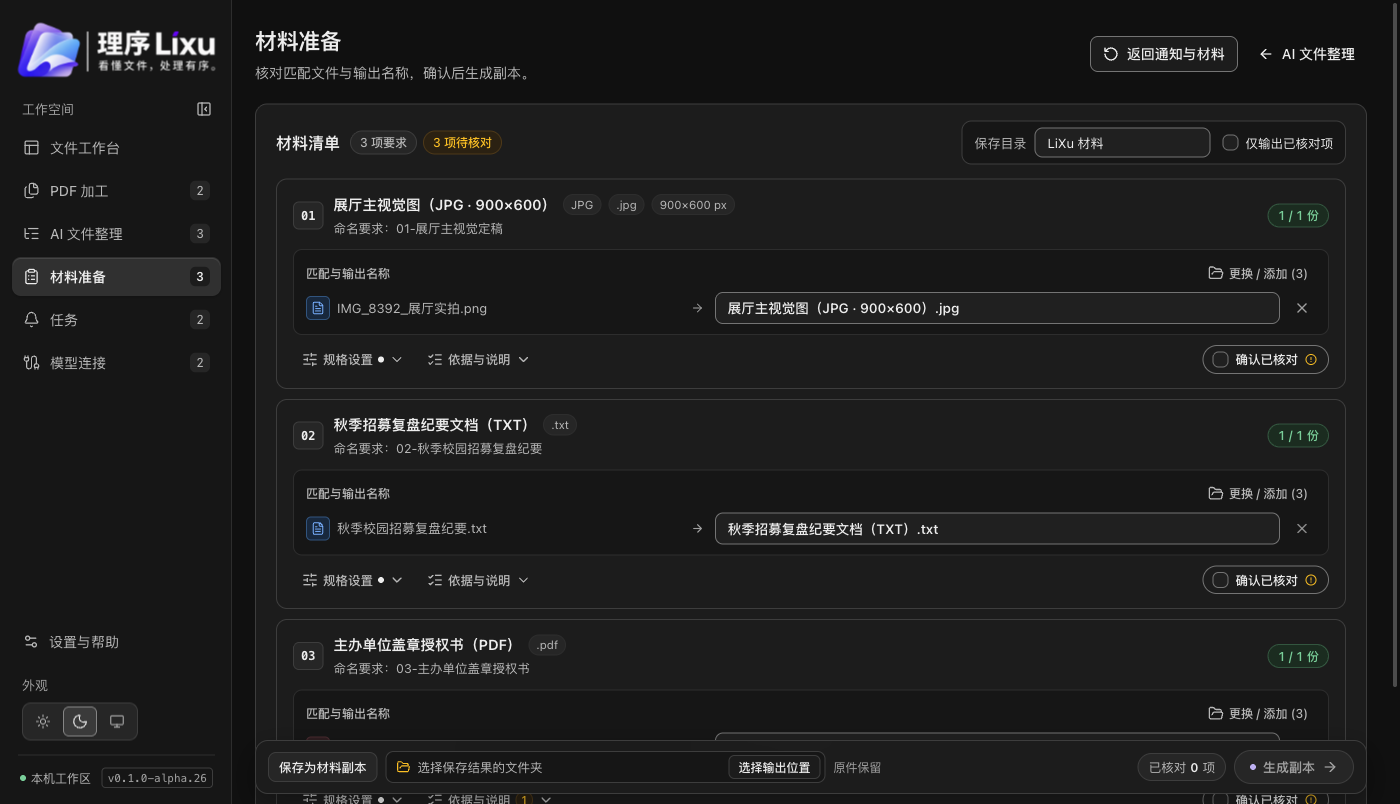 理序 Lixu
看懂文件，处理有序。
工作空间
文件工作台
PDF 加工 2
AI 文件整理 3
材料准备 3
任务 2
模型连接 2
设置与帮助
外观
本机工作区 v0.1.0-alpha.26
材料准备
核对匹配文件与输出名称，确认后生成副本。
返回通知与材料
AI 文件整理
材料清单 3 项要求 3 项待核对
保存目录 LiXu 材料 仅输出已核对项
01 展厅主视觉图（JPG · 900×600） JPG .jpg 900×600 px
命名要求：01-展厅主视觉定稿
1 / 1 份
匹配与输出名称 更换 / 添加 (3)
IMG_8392_展厅实拍.png → 展厅主视觉图（JPG · 900×600）.jpg
规格设置 依据与说明 确认已核对
02 秋季招募复盘纪要文档（TXT） .txt
命名要求：02-秋季校园招募复盘纪要
1 / 1 份
匹配与输出名称 更换 / 添加 (3)
秋季校园招募复盘纪要.txt → 秋季招募复盘纪要文档（TXT）.txt
规格设置 依据与说明 确认已核对
03 主办单位盖章授权书（PDF） .pdf
命名要求：03-主办单位盖章授权书
1 / 1 份
匹配与输出名称 更换 / 添加 (3)
保存为材料副本 选择保存结果的文件夹 选择输出位置 原件保留 已核对 0 项 生成副本 →
规格设置 依据与说明 1 确认已核对